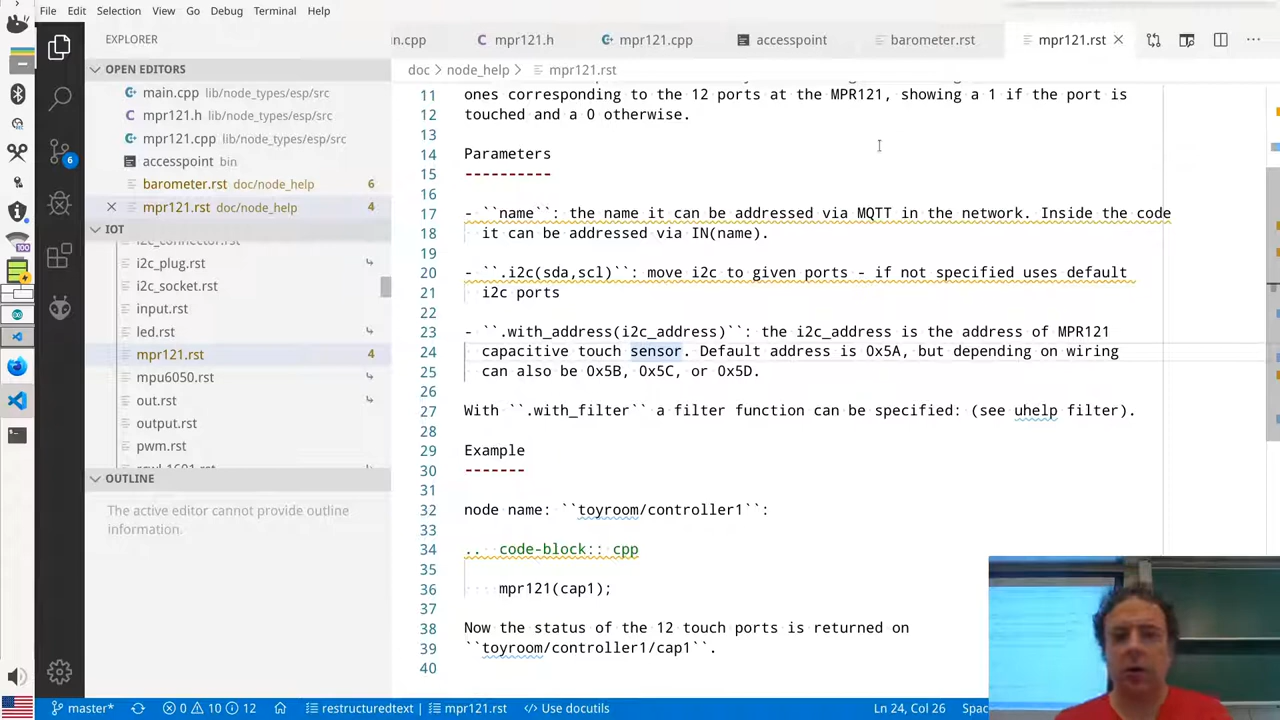 File Edit Selection View Go Debug Terminal Help
EXPLORER
in.cpp
mpr121.h
mpr121.cpp
accesspoint
barometer.rst
mpr121.rst
OPEN EDITORS
main.cpp lib/node_types/esp/src
mpr121.h lib/node_types/esp/src
mpr121.cpp lib/node_types/esp/src
accesspoint bin
barometer.rst doc/node_help 6
mpr121.rst doc/node_help 4
IOT
i2c_connector.rst
i2c_plug.rst
i2c_socket.rst
input.rst
led.rst
mpr121.rst 4
mpu6050.rst
out.rst
output.rst
pwm.rst
OUTLINE
The active editor cannot provide outline
information.
doc > node_help > mpr121.rst
11 ones corresponding to the 12 ports at the MPR121, showing a 1 if the port is
12 touched and a 0 otherwise.
13
14 Parameters
15 ----------
16
17 - ``name``: the name it can be addressed via MQTT in the network. Inside the code
18 it can be addressed via IN(name).
19
20 - ``.i2c(sda,scl)``: move i2c to given ports - if not specified uses default
21 i2c ports
22
23 - ``.with_address(i2c_address)``: the i2c_address is the address of MPR121
24 capacitive touch sensor. Default address is 0x5A, but depending on wiring
25 can also be 0x5B, 0x5C, or 0x5D.
26
27 With ``.with_filter`` a filter function can be specified: (see uhelp filter).
28
29 Example
30 -------
31
32 node name: ``toyroom/controller1``:
33
34 .. code-block:: cpp
35
36 mpr121(cap1);
37
38 Now the status of the 12 touch ports is returned on
39 ``toyroom/controller1/cap1``.
40
6
100
master* 0 10 12 restructuredtext | mpr121.rst </> Use docutils Ln 24, Col 26 Spac